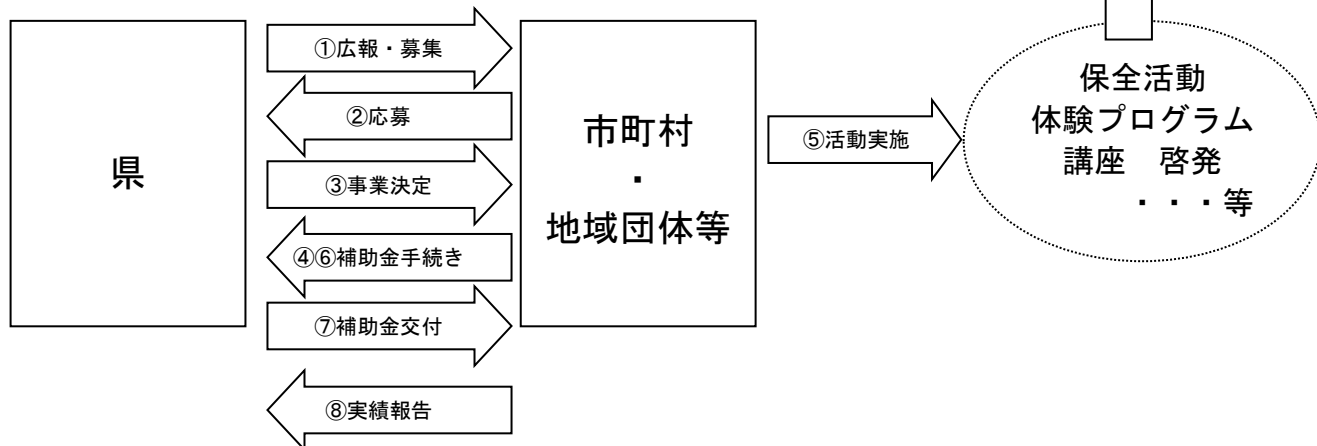 県
①広報・募集
②応募
③事業決定
④⑥補助金手続き
⑦補助金交付
⑧実績報告
市町村
・
地域団体等
⑤活動実施
保全活動
体験プログラム
講座　啓発
・・・等